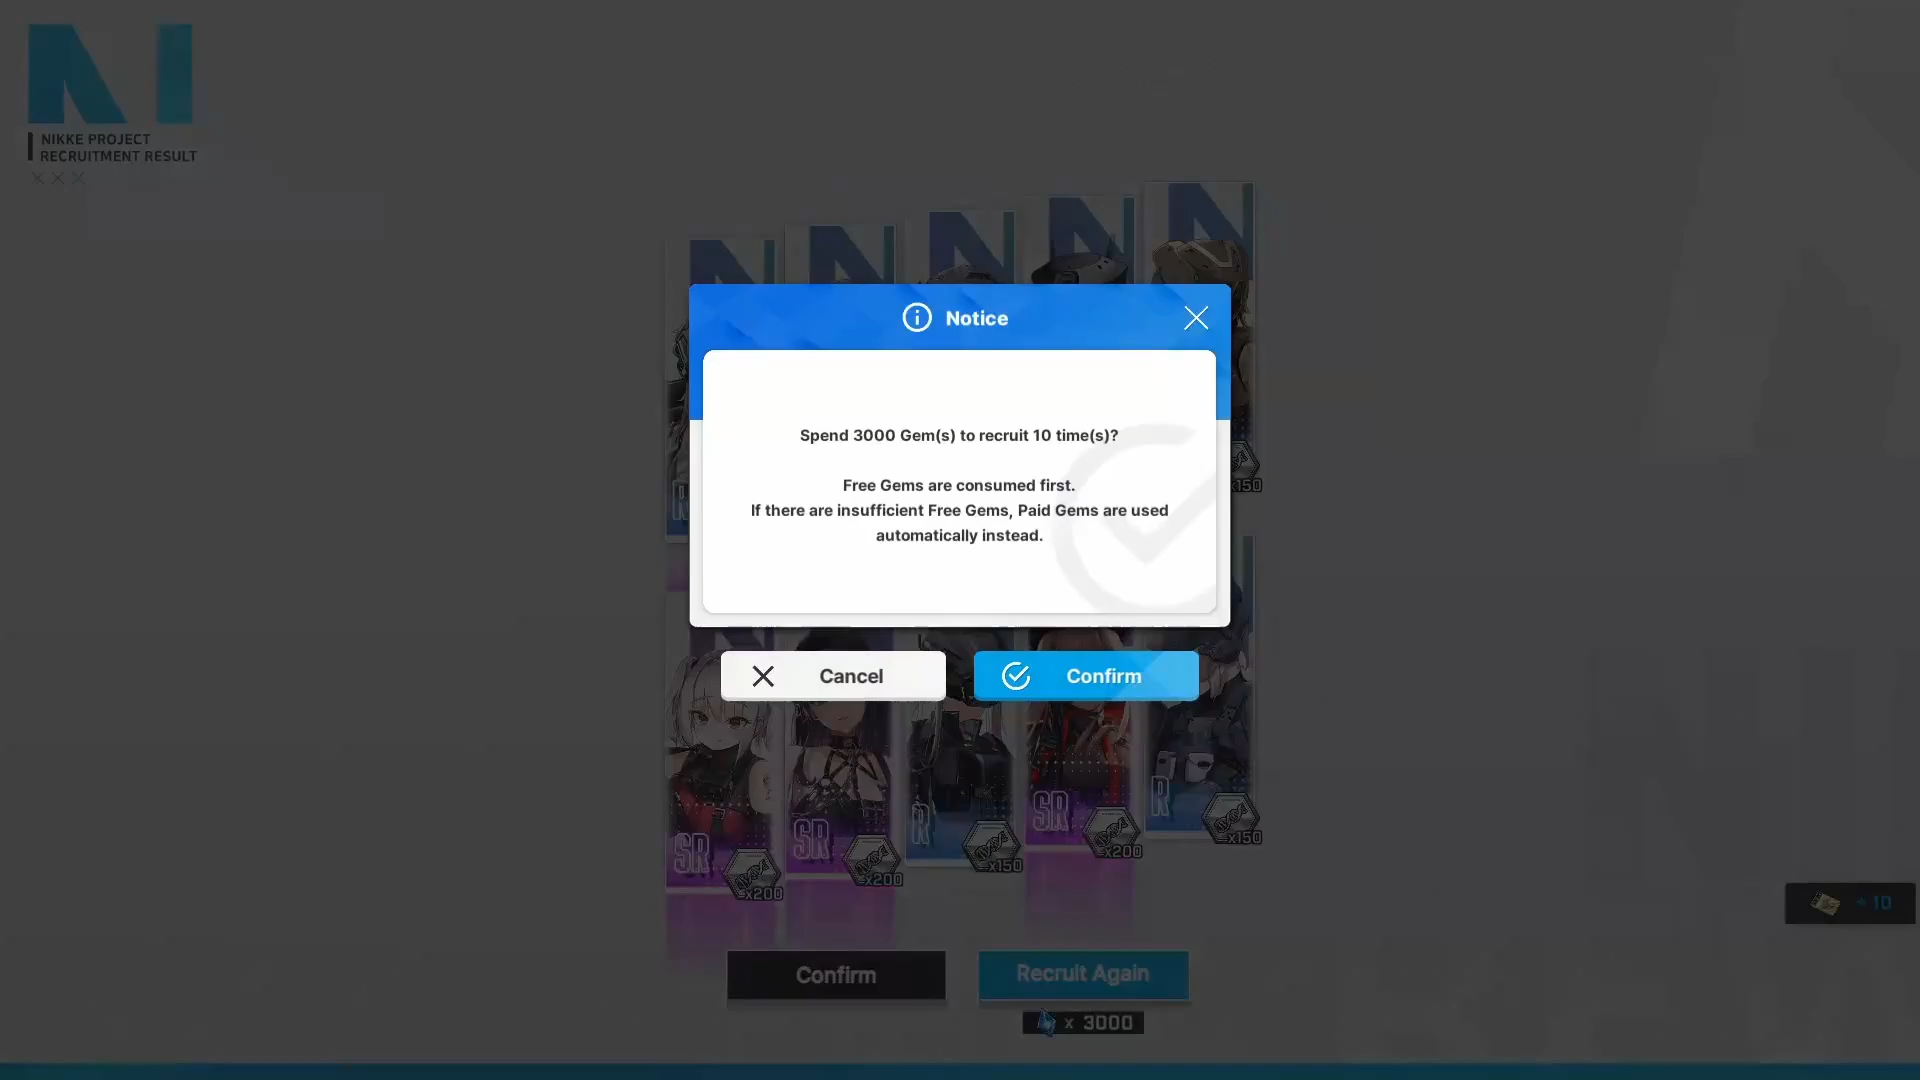 NIKKE PROJECT
RECRUITMENT RESULT
Notice
Spend 3000 Gem(s) to recruit 10 time(s)?
Free Gems are consumed first.
If there are insufficient Free Gems, Paid Gems are used
automatically instead.
Cancel
Confirm
R
x150
SR
x200
SR
x200
R
x150
SR
x200
R
x150
+ 10
Confirm
Recruit Again
x 3000